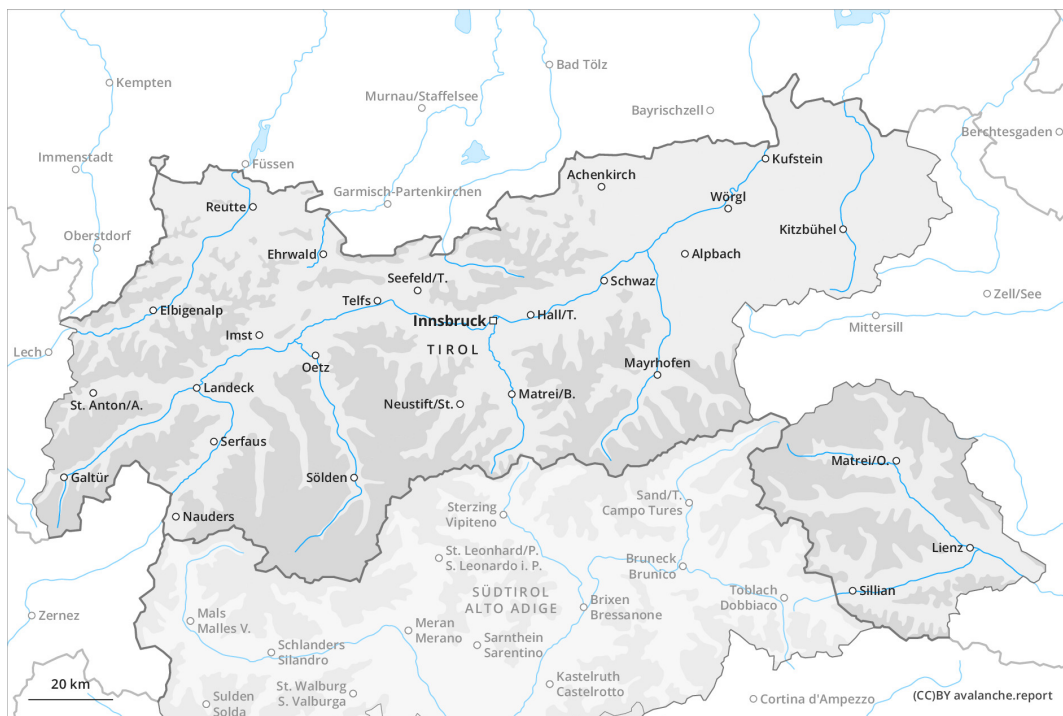 Kempten
Bad Tölz
Murnau/Staffelsee
Bayrischzell
Berchtesgaden
Immenstadt
Füssen
Kufstein
Achenkirch
Garmisch-Partenkirchen
Reutte
Wörgl
Kitzbühel
Oberstdorf
Ehrwald
Alpbach
Seefeld/T.
Schwaz
Zell/See
Telfs
Elbigenalp
Innsbruck
Hall/T.
Mittersill
Imst
TIROL
Lech
Oetz
Mayrhofen
Landeck
St. Anton/A.
Neustift/St.
Matrei/B.
Serfaus
Matrei/O.
Galtür
Sölden
Sand/T.
Campo Tures
Sterzing
Vipiteno
Nauders
Lienz
St. Leonhard/P.
S. Leonardo i. P.
Bruneck
Brunico
SÜDTIROL
ALTO ADIGE
Toblach
Dobbiaco
Sillian
Brixen
Bressanone
Zernez
Mals
Malles V.
Meran
Merano
Sarnthein
Sarentino
Schlanders
Silandro
20 km
St. Walburg
S. Valburga
Kastelruth
Castelrotto
Sulden
Solda
Cortina d'Ampezzo
(CC)BY avalanche.report